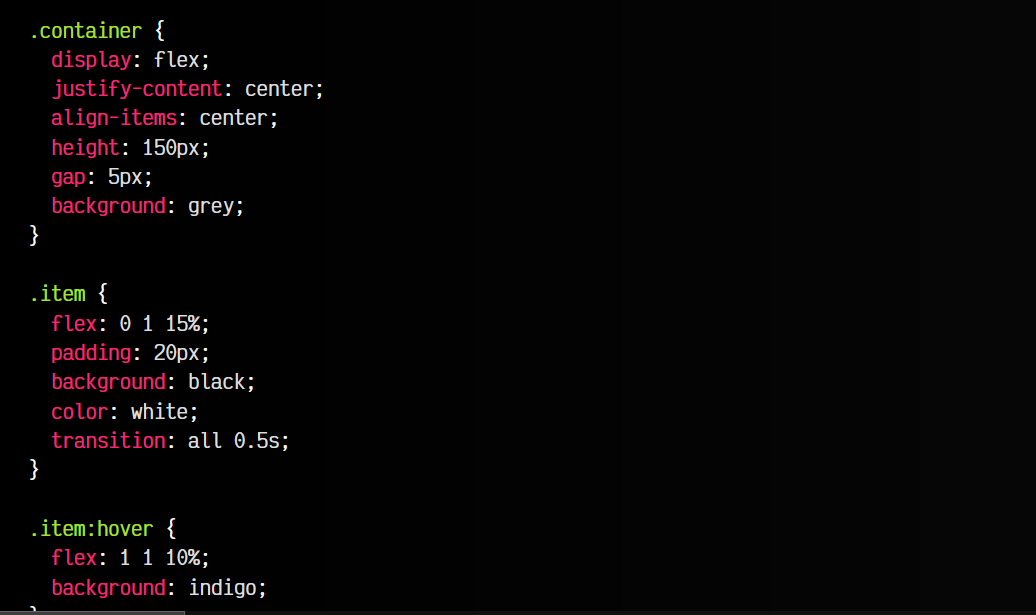 .container {
  display: flex;
  justify-content: center;
  align-items: center;
  height: 150px;
  gap: 5px;
  background: grey;
}

.item {
  flex: 0 1 15%;
  padding: 20px;
  background: black;
  color: white;
  transition: all 0.5s;
}

.item:hover {
  flex: 1 1 10%;
  background: indigo;
}